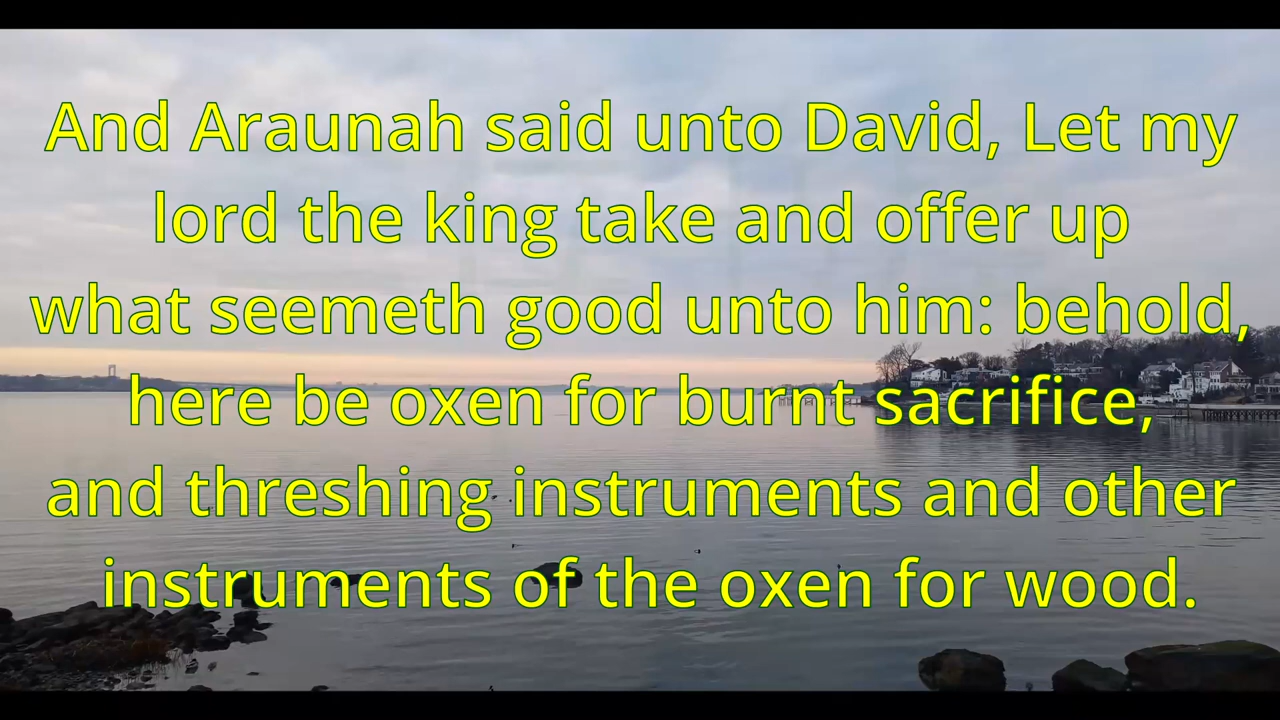 And Araunah said unto David, Let my
lord the king take and offer up
what seemeth good unto him: behold,
here be oxen for burnt sacrifice,
and threshing instruments and other
instruments of the oxen for wood.